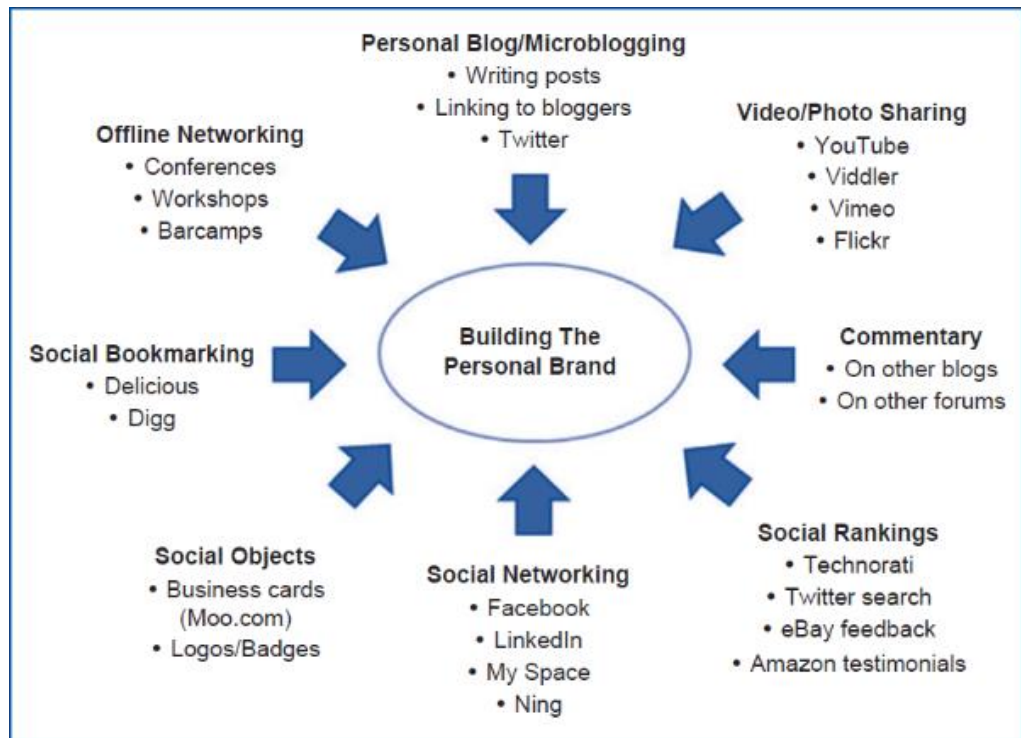 Personal Blog/Microblogging
• Writing posts
• Linking to bloggers
• Twitter
Video/Photo Sharing
• YouTube
• Viddler
• Vimeo
• Flickr
Offline Networking
• Conferences
• Workshops
• Barcamps
Building The
Personal Brand
Commentary
• On other blogs
• On other forums
Social Bookmarking
• Delicious
• Digg
Social Rankings
• Technorati
• Twitter search
• eBay feedback
• Amazon testimonials
Social Objects
• Business cards
(Moo.com)
• Logos/Badges
Social Networking
• Facebook
• LinkedIn
• My Space
• Ning